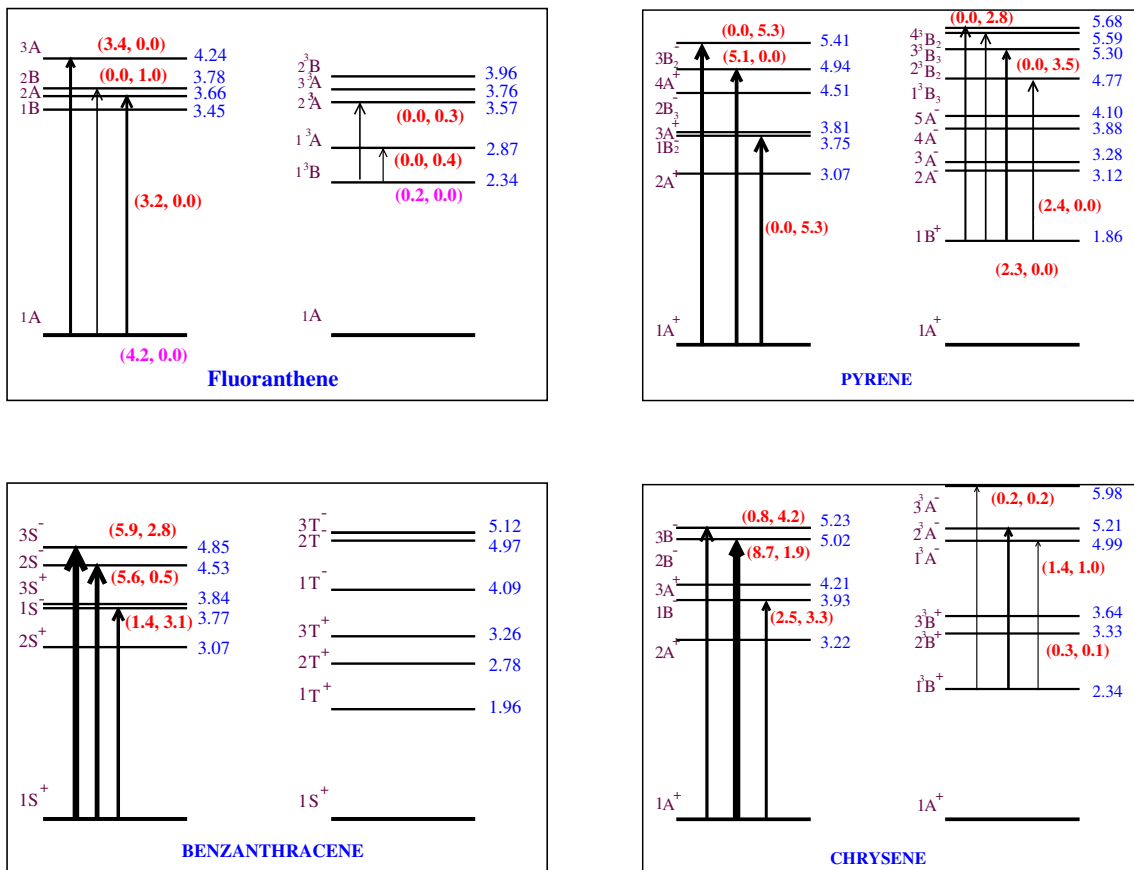 3A (3.4, 0.0) 4.24
2B (0.0, 1.0) 3.78
2A 3.66
1B 3.45
(3.2, 0.0)
1A
(4.2, 0.0)
2³B 3.96
3³A 3.76
2³A 3.57
(0.0, 0.3)
1³A 2.87
(0.0, 0.4)
1³B 2.34
(0.2, 0.0)
1A
Fluoranthene
(0.0, 5.3)
3B₂⁻ 5.41
(5.1, 0.0)
4A⁺ 4.94
2B₃⁻ 4.51
3A⁺ 3.81
1B₂⁻ 3.75
2A⁺ 3.07
(0.0, 5.3)
1A⁺
(0.0, 2.8) 5.68
4³B₂ 5.59
3³B₃ 5.30
2³B₂ (0.0, 3.5)
4.77
1³B₃
5A⁻ 4.10
4A⁻ 3.88
3A⁻ 3.28
2A⁻ 3.12
(2.4, 0.0)
1B⁺ 1.86
(2.3, 0.0)
1A⁺
PYRENE
3S⁻ (5.9, 2.8)
4.85
2S⁻ 4.53
(5.6, 0.5)
3S⁺ 3.84
1S⁻ 3.77
(1.4, 3.1)
2S⁺ 3.07
1S⁺
3T⁻ 5.12
2T⁻ 4.97
1T⁻ 4.09
3T⁺ 3.26
2T⁺ 2.78
1T⁺ 1.96
1S⁺
BENZANTHRACENE
(0.8, 4.2)
3B⁻ 5.23
5.02
2B⁻ (8.7, 1.9)
3A⁺ 4.21
1B⁻ 3.93
(2.5, 3.3)
2A⁺ 3.22
1A⁺
(0.2, 0.2) 5.98
3³A⁻
2³A⁻ 5.21
1³A⁻ 4.99
(1.4, 1.0)
3³B⁺ 3.64
2³B⁺ 3.33
(0.3, 0.1)
1³B⁺ 2.34
1A⁺
CHRYSENE